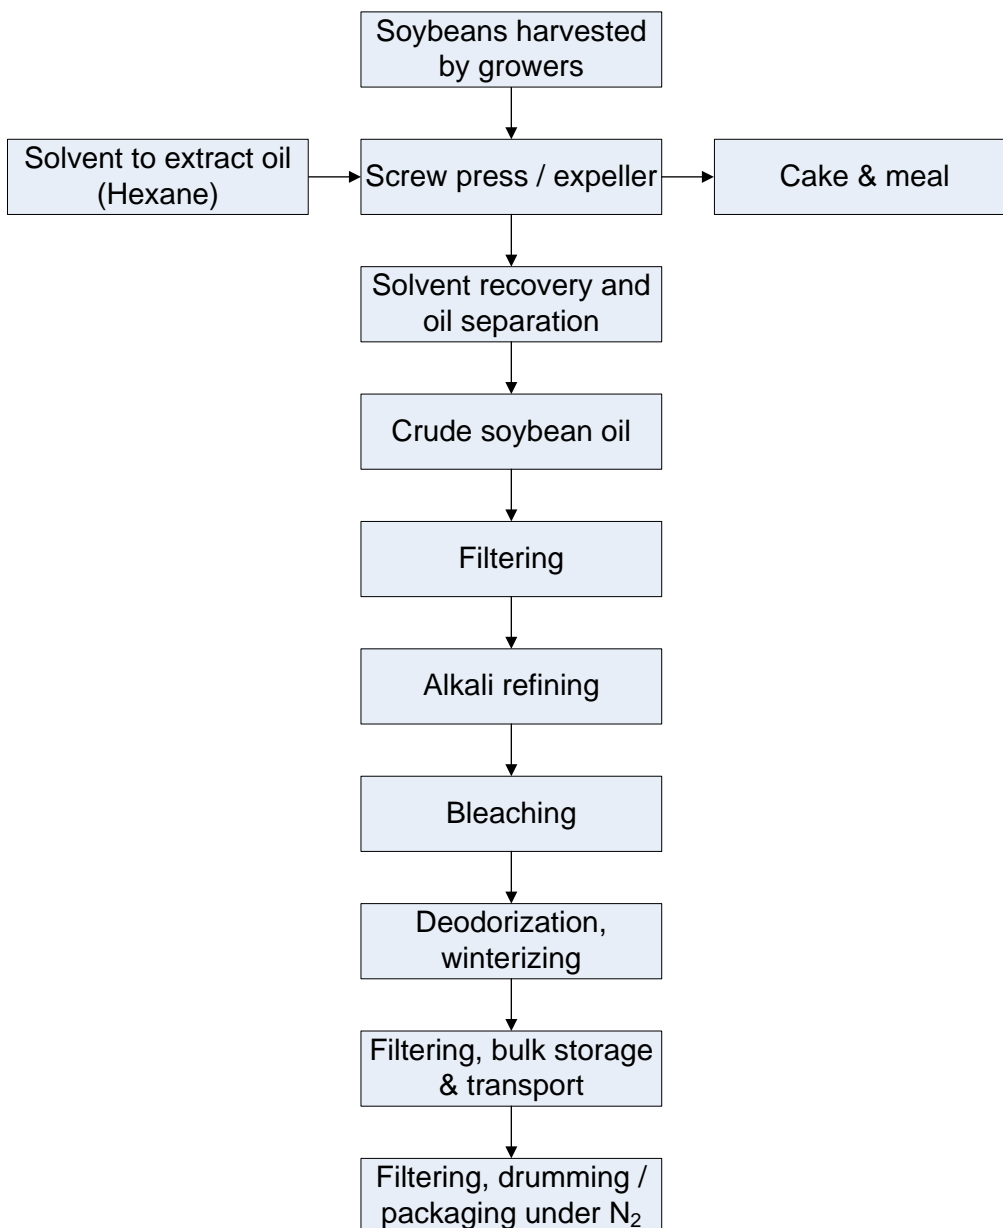 Soybeans harvested
by growers
Solvent to extract oil
(Hexane)
Screw press / expeller
Cake & meal
Solvent recovery and
oil separation
Crude soybean oil
Filtering
Alkali refining
Bleaching
Deodorization,
winterizing
Filtering, bulk storage
& transport
Filtering, drumming /
packaging under N₂